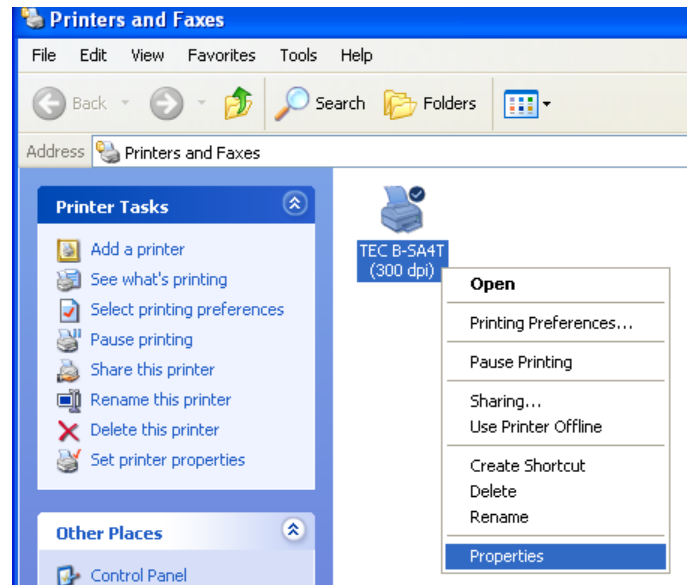 Printers and Faxes
File Edit View Favorites Tools Help
Back Search Folders
Address Printers and Faxes
Printer Tasks
Add a printer
See what's printing
Select printing preferences
Pause printing
Share this printer
Rename this printer
Delete this printer
Set printer properties
Other Places
Control Panel
TEC B-SA4T
(300 dpi)
Open
Printing Preferences...
Pause Printing
Sharing...
Use Printer Offline
Create Shortcut
Delete
Rename
Properties